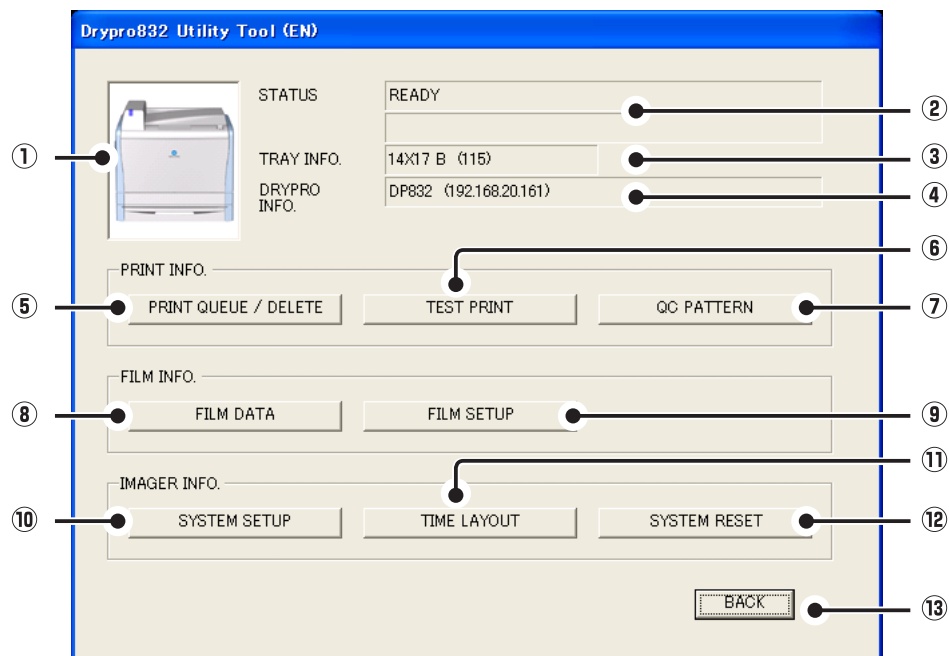 Drypro832 Utility Tool (EN)
STATUS READY ②
① TRAY INFO. 14X17 B (115) ③
DRYPRO INFO. DP832 (192.168.20.161) ④
PRINT INFO. ⑥
⑤ PRINT QUEUE / DELETE TEST PRINT QC PATTERN ⑦
FILM INFO.
⑧ FILM DATA FILM SETUP ⑨
IMAGER INFO. ⑪
⑩ SYSTEM SETUP TIME LAYOUT SYSTEM RESET ⑫
BACK ⑬